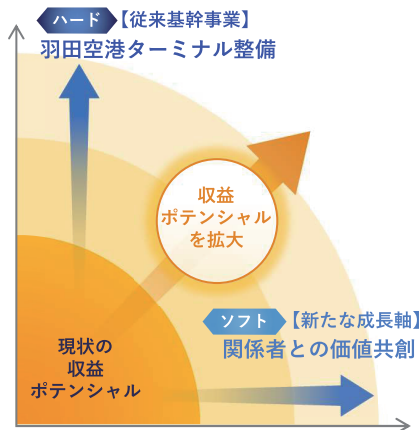 ハード【従来基幹事業】
羽田空港ターミナル整備
収益
ポテンシャル
を拡大
ソフト【新たな成長軸】
関係者との価値共創
現状の
収益
ポテンシャル